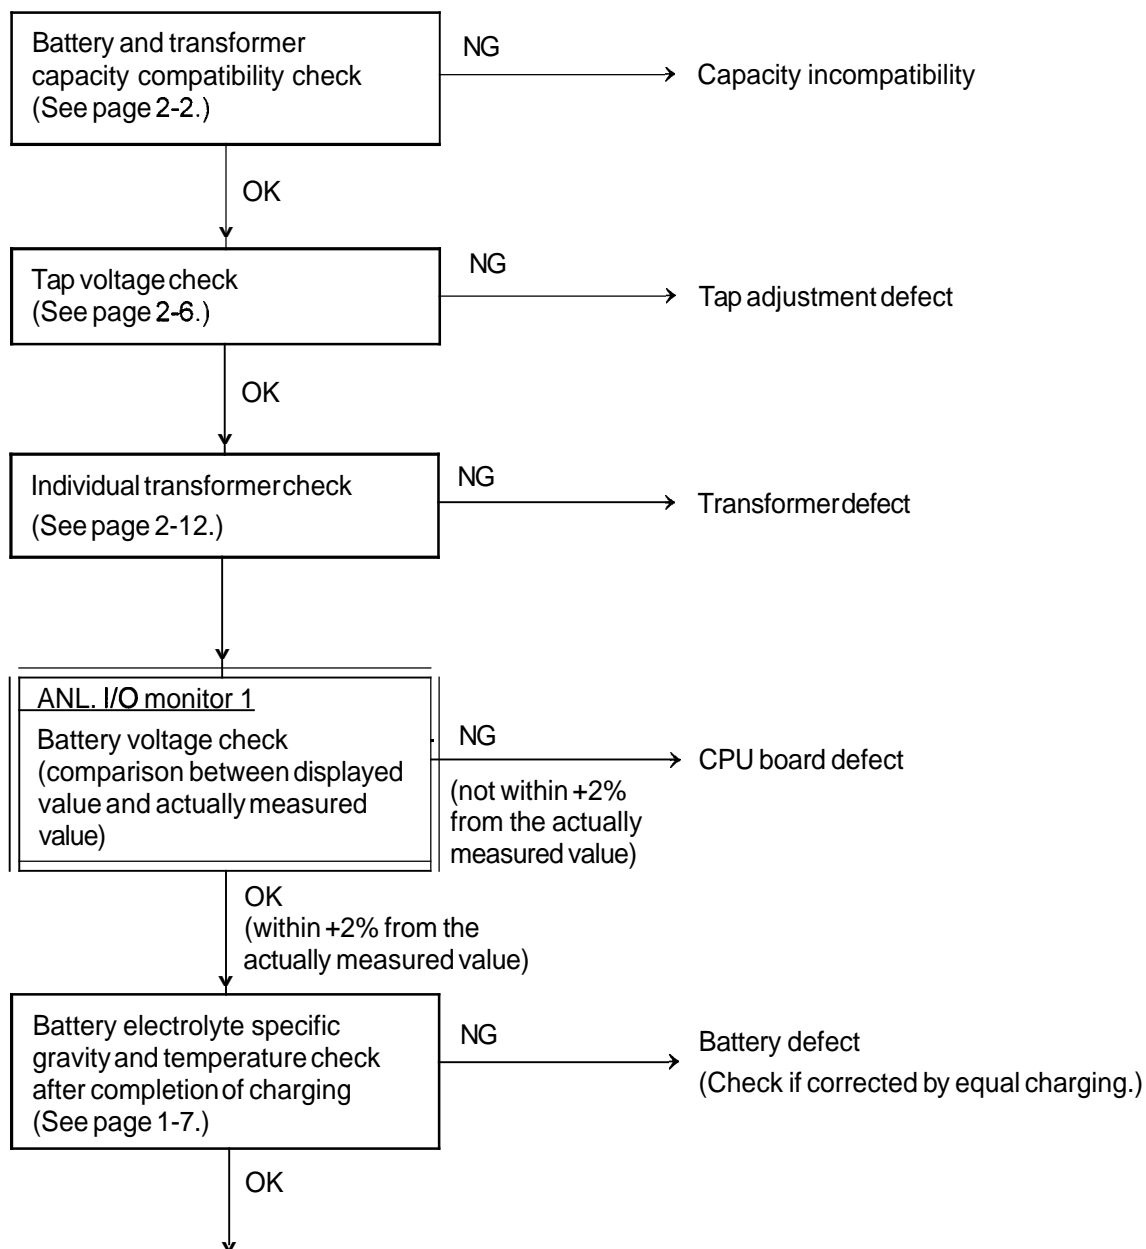 Battery and transformer
capacity compatibility check
(See page 2-2.)
NG
Capacity incompatibility
OK
Tap voltage check
(See page 2-6.)
NG
Tap adjustment defect
OK
Individual transformer check
(See page 2-12.)
NG
Transformer defect
ANL. I/O monitor 1
Battery voltage check
(comparison between displayed
value and actually measured
value)
NG
(not within +2%
from the actually
measured value)
CPU board defect
OK
(within +2% from the
actually measured value)
Battery electrolyte specific
gravity and temperature check
after completion of charging
(See page 1-7.)
NG
Battery defect
(Check if corrected by equal charging.)
OK